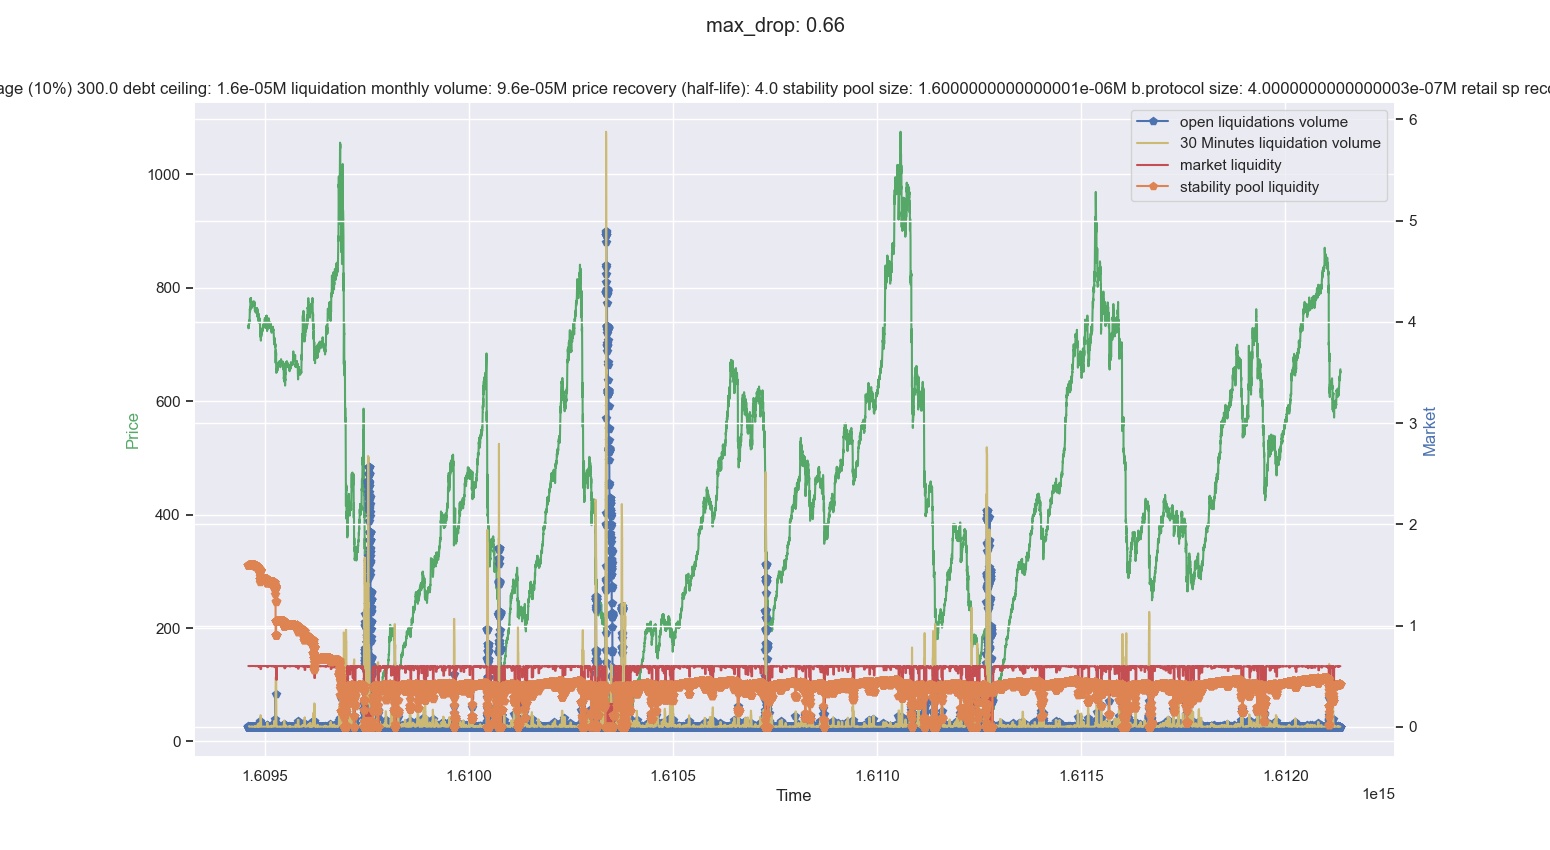 max_drop: 0.66
age (10%) 300.0 debt ceiling: 1.6e-05M liquidation monthly volume: 9.6e-05M price recovery (half-life): 4.0 stability pool size: 1.6000000000000001e-06M b.protocol size: 4.0000000000000003e-07M retail sp reco
open liquidations volume
30 Minutes liquidation volume
market liquidity
stability pool liquidity
Price
1000
800
600
400
200
0
Market
6
5
4
3
2
1
0
1.6095
1.6100
1.6105
1.6110
1.6115
1.6120
1e15
Time